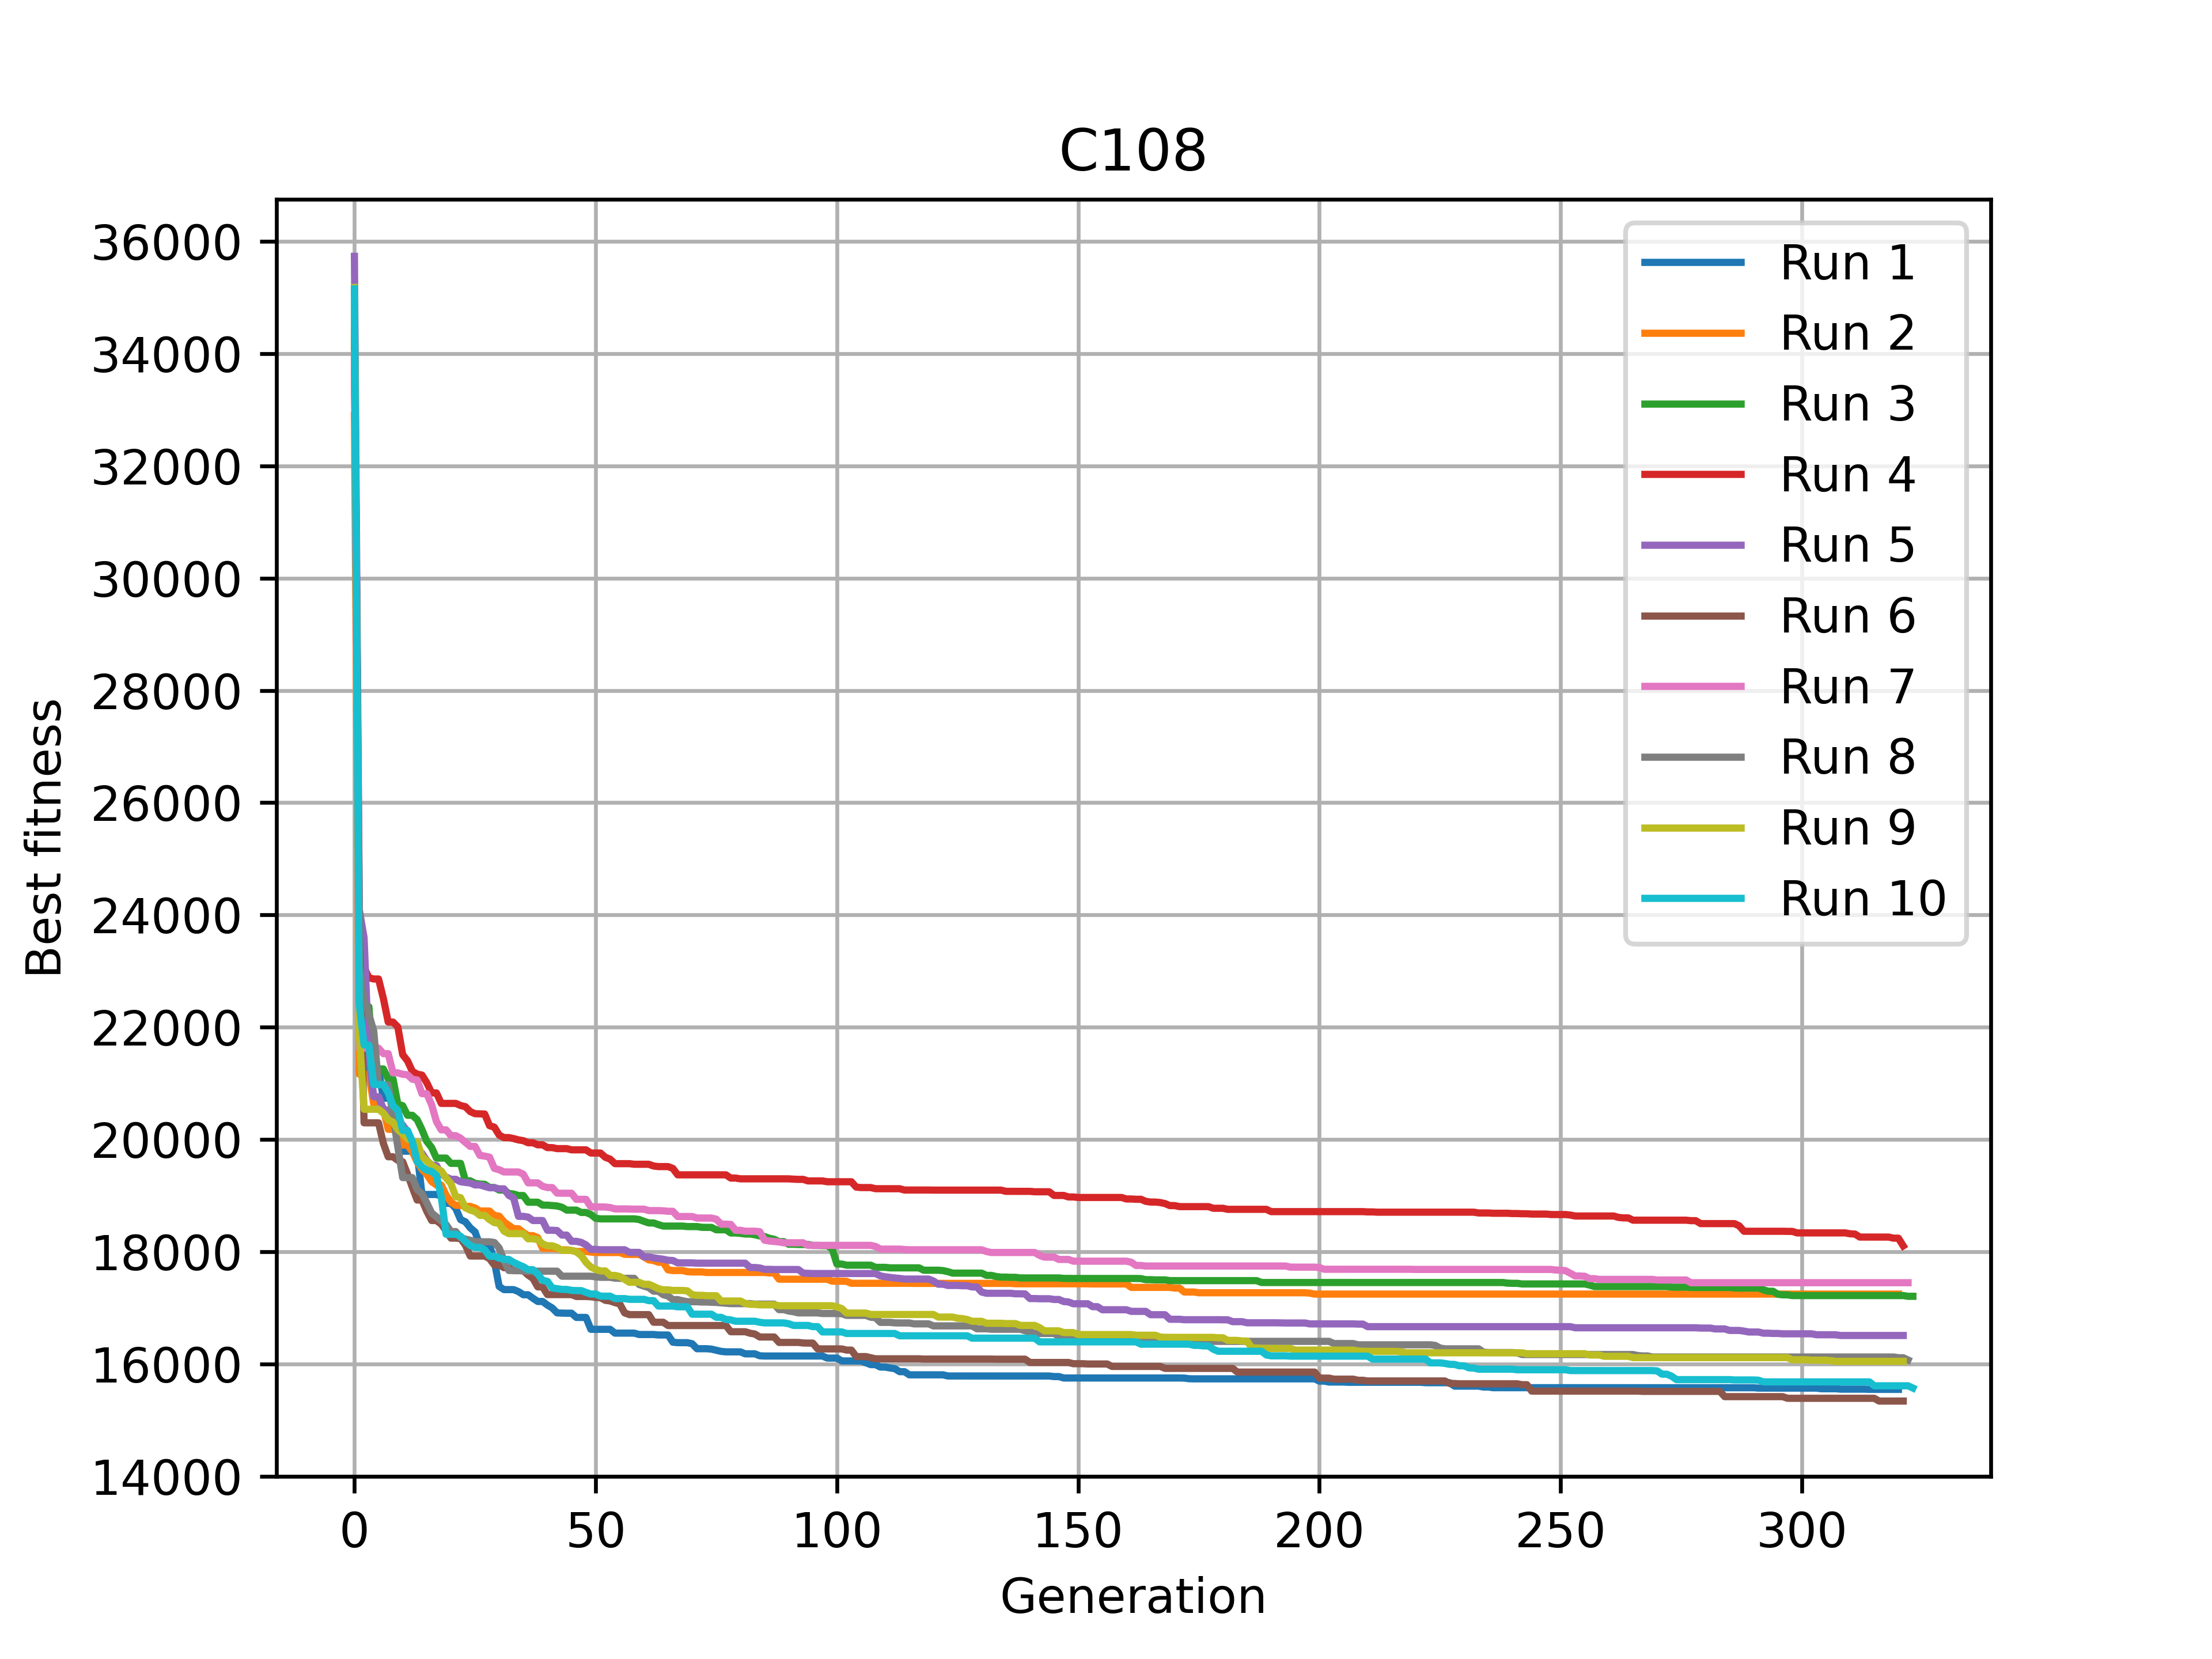 C108
36000
34000
32000
30000
28000
26000
24000
22000
20000
18000
16000
14000
Best fitness
0 50 100 150 200 250 300
Generation
Run 1
Run 2
Run 3
Run 4
Run 5
Run 6
Run 7
Run 8
Run 9
Run 10